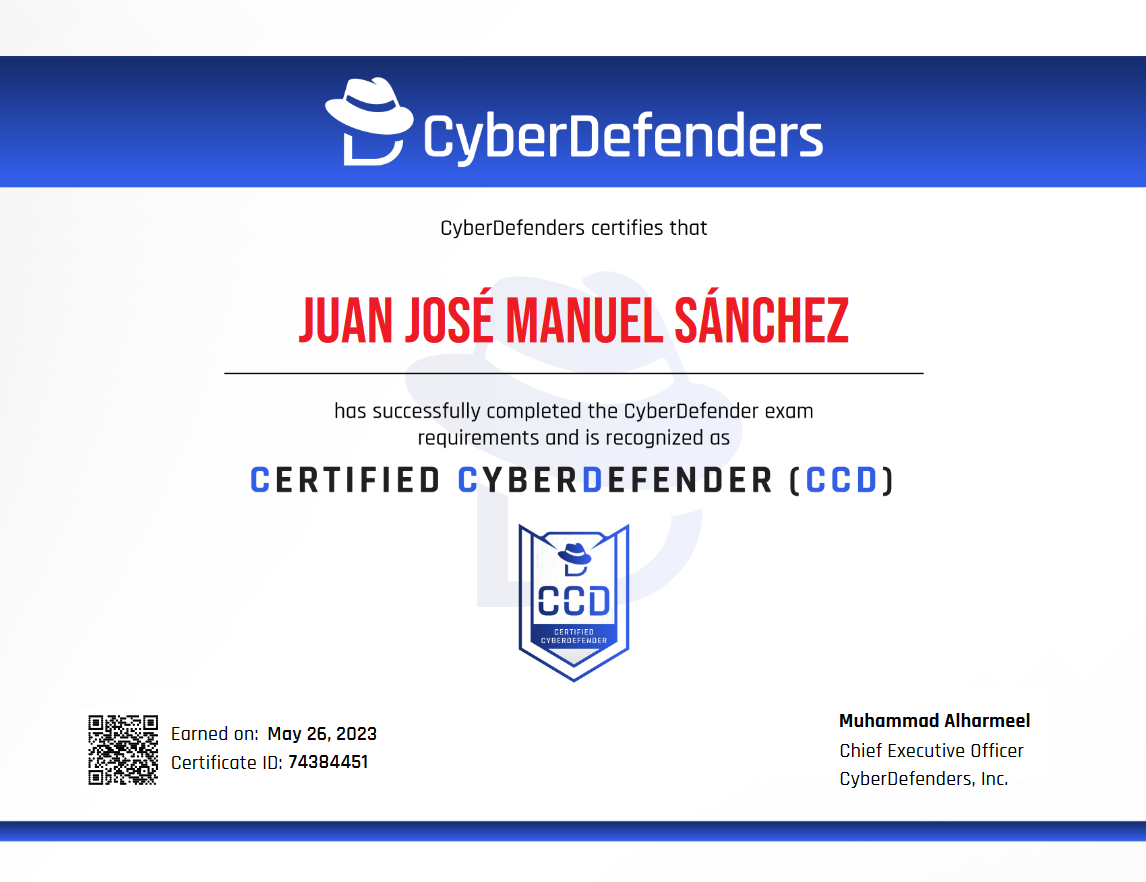 CyberDefenders
CyberDefenders certifies that
JUAN JOSÉ MANUEL SÁNCHEZ
has successfully completed the CyberDefender exam
requirements and is recognized as
CERTIFIED CYBERDEFENDER (CCD)
CCD
CERTIFIED
CYBERDEFENDER
Earned on: May 26, 2023
Certificate ID: 74384451
Muhammad Alharmeel
Chief Executive Officer
CyberDefenders, Inc.